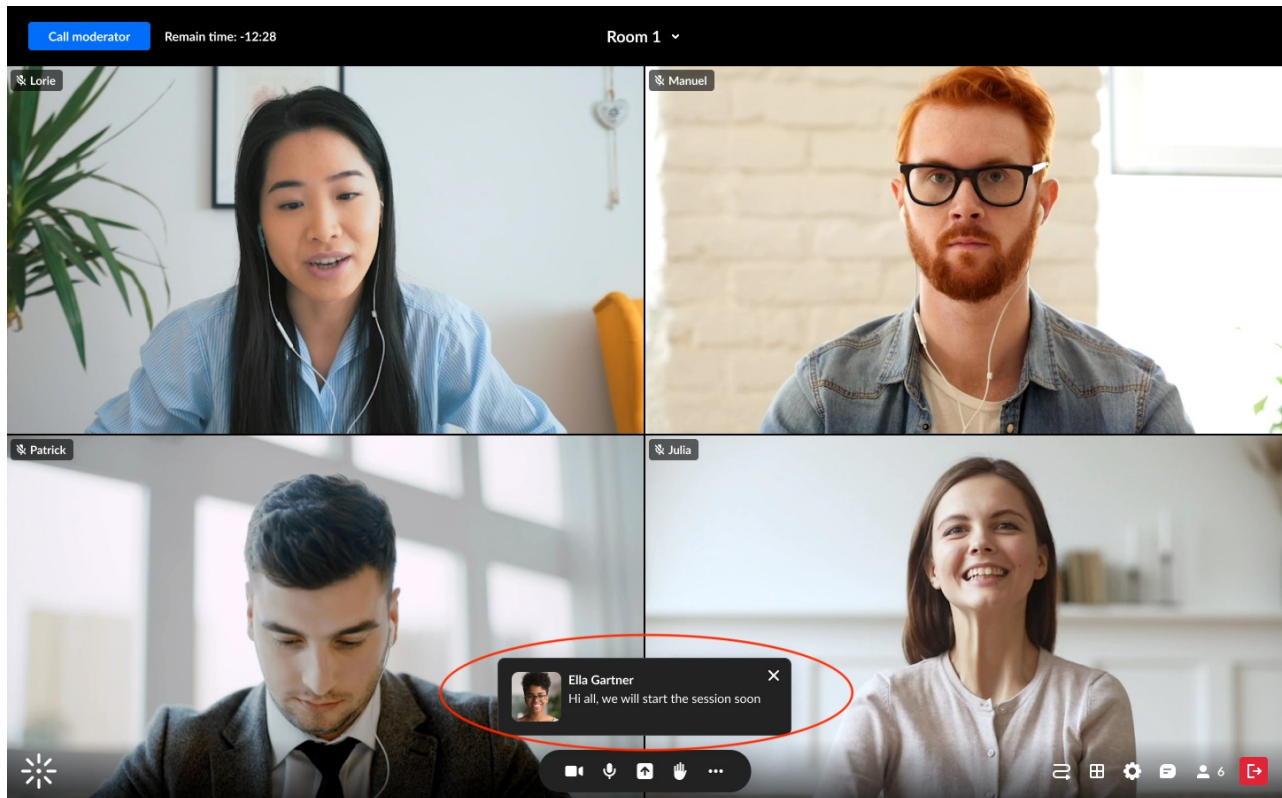 Call moderator
Remain time: -12:28
Room 1
Lorie
Manuel
Patrick
Julia
Ella Gartner
Hi all, we will start the session soon
6